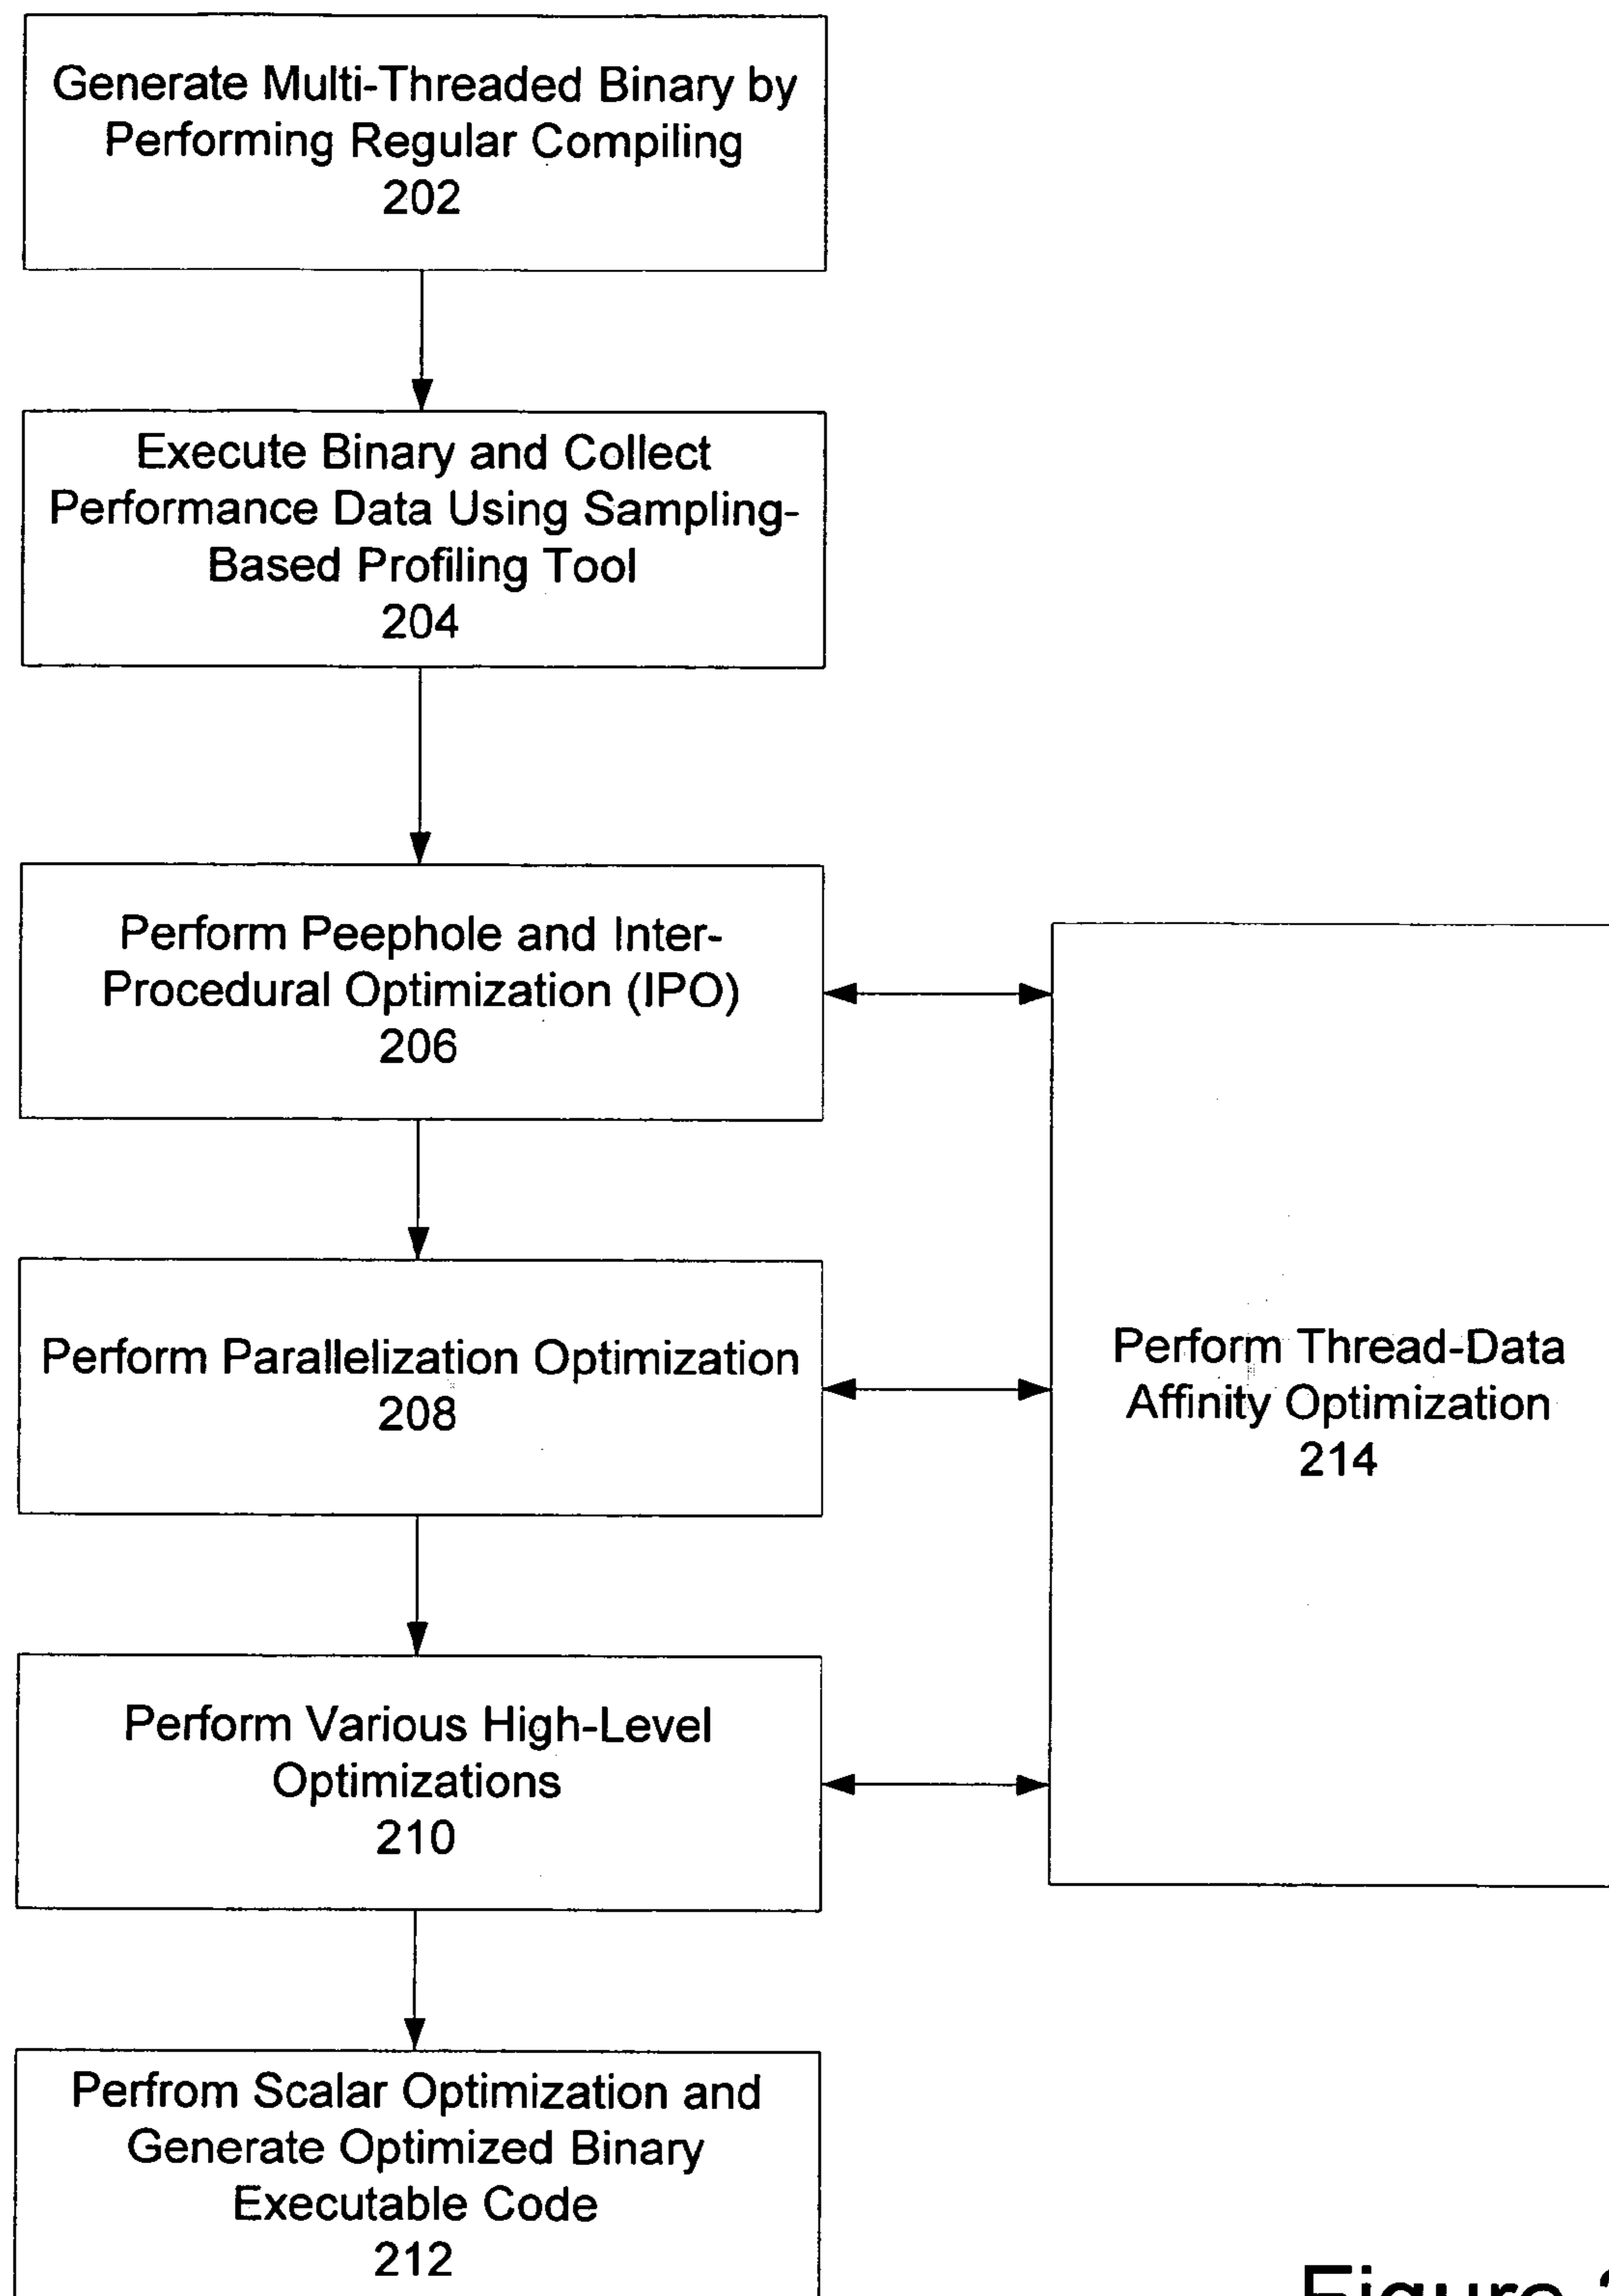 Generate Multi-Threaded Binary by
Performing Regular Compiling
202
Execute Binary and Collect
Performance Data Using Sampling-
Based Profiling Tool
204
Perform Peephole and Inter-
Procedural Optimization (IPO)
206
Perform Parallelization Optimization
208
Perform Thread-Data
Affinity Optimization
214
Perform Various High-Level
Optimizations
210
Perfrom Scalar Optimization and
Generate Optimized Binary
Executable Code
212
Figure